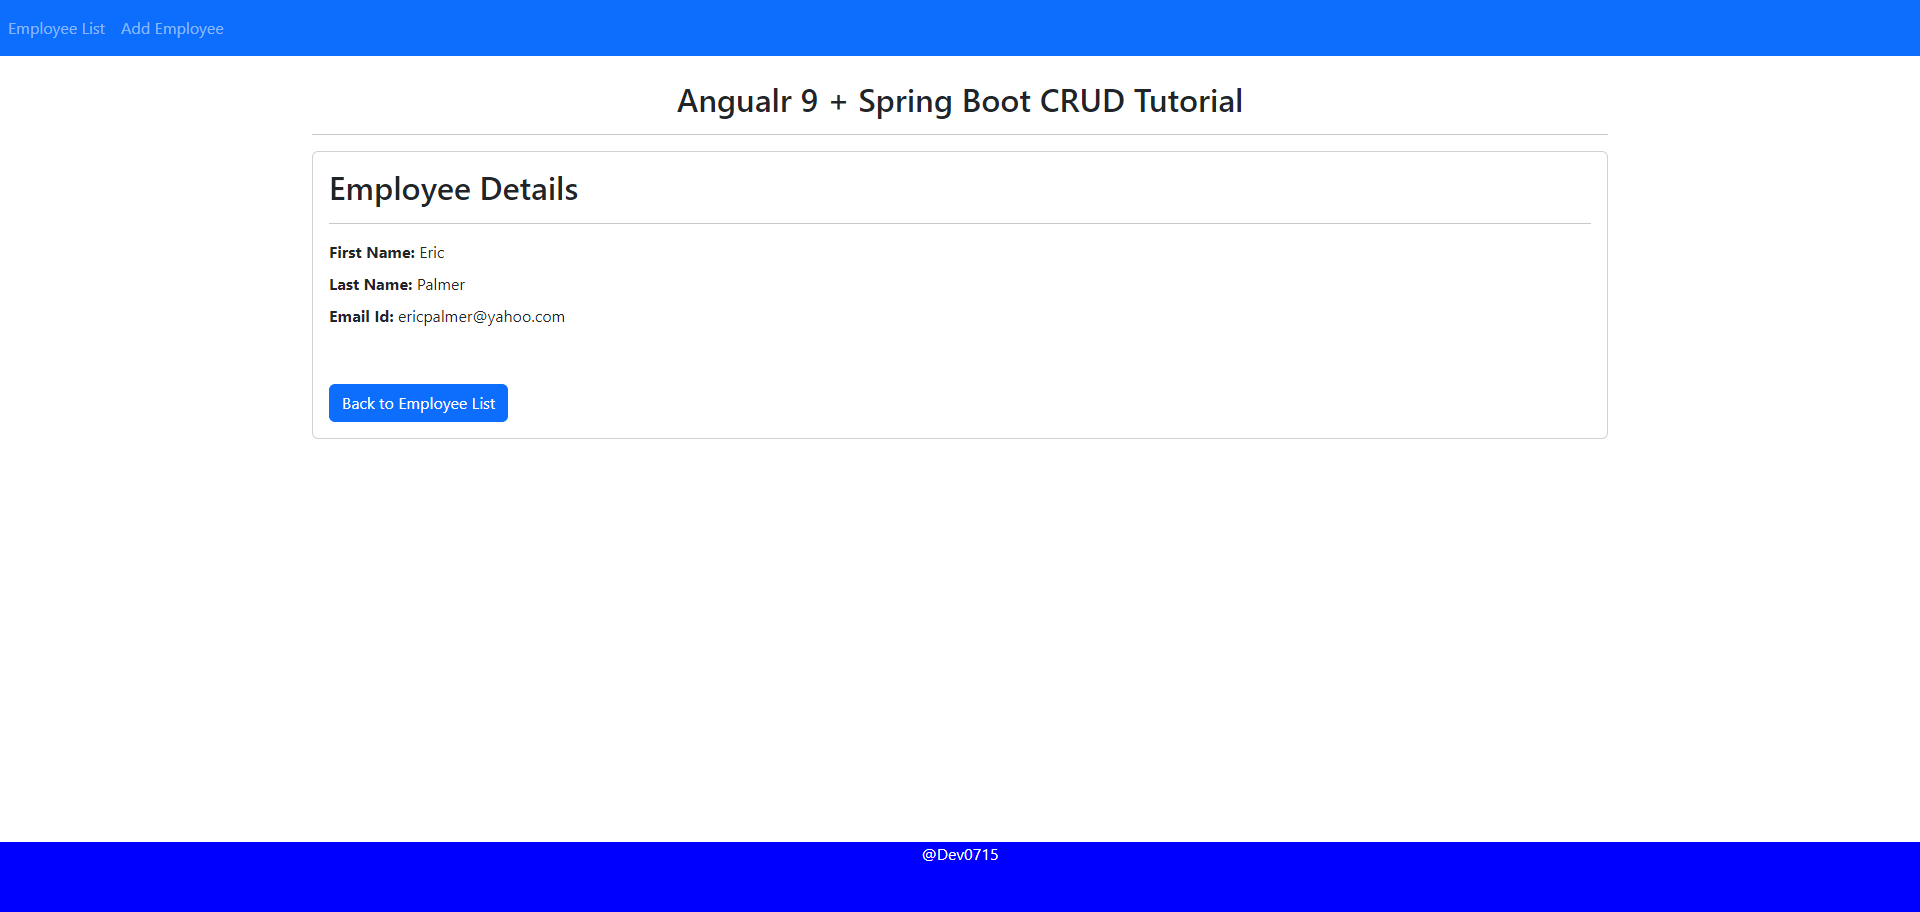 Employee List Add Employee
Angualr 9 + Spring Boot CRUD Tutorial
Employee Details
First Name: Eric
Last Name: Palmer
Email Id: ericpalmer@yahoo.com
Back to Employee List
@Dev0715